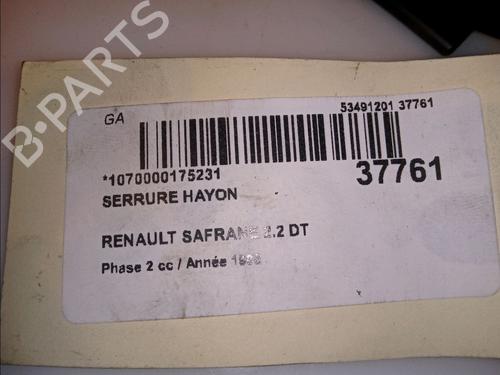 B-PARTS
GA
53491201 37761
*1070000175231
37761
SERRURE HAYON
RENAULT SAFRANE 2.2 DT
Phase 2 cc / Année